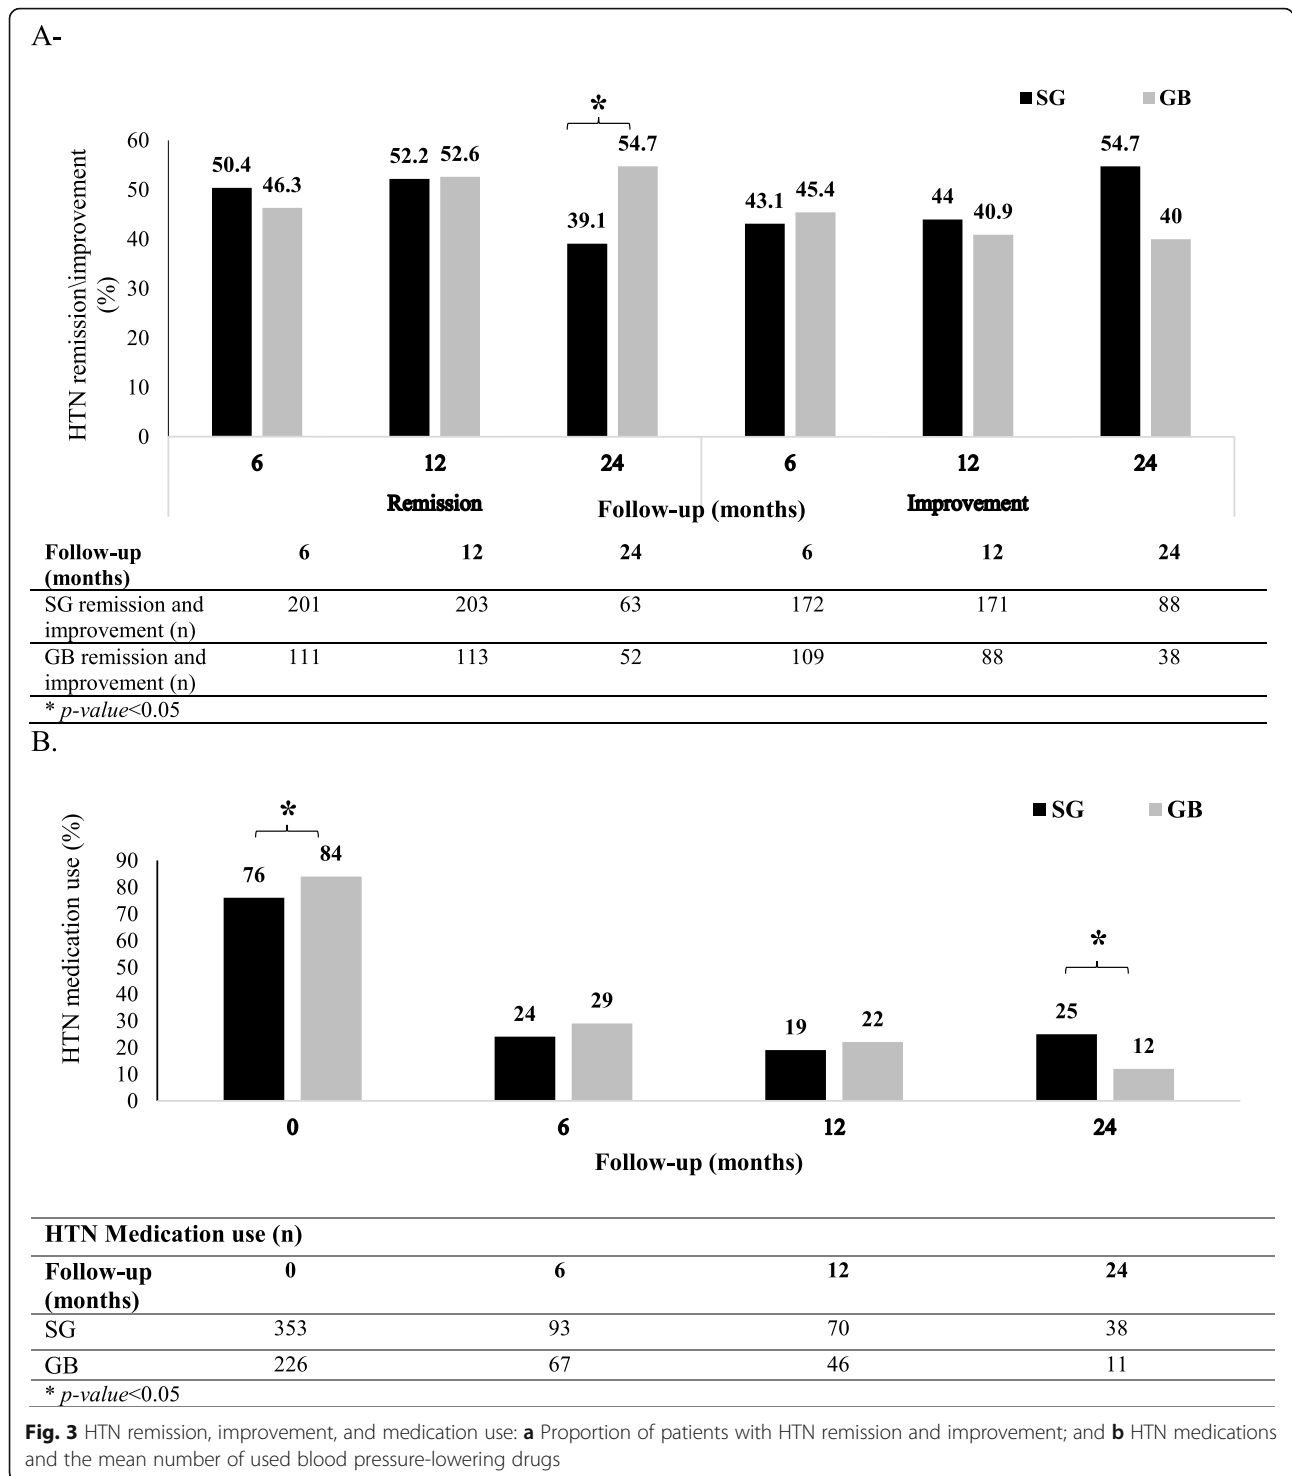 A-
SG GB
*
HTN remission\improvement
(%)
60
50
40
30
20
10
0
50.4 46.3 52.2 52.6 39.1 54.7 43.1 45.4 44 40.9 54.7 40
6 12 24 6 12 24
Remission Improvement
Follow-up (months)
Follow-up 6 12 24 6 12 24
(months)
SG remission and 201 203 63 172 171 88
improvement (n)
GB remission and 111 113 52 109 88 38
improvement (n)
* p-value<0.05
B.
SG GB
*
*
HTN medication use (%)
90
80
70
60
50
40
30
20
10
0
76 84 24 29 19 22 25 12
0 6 12 24
Follow-up (months)
HTN Medication use (n)
Follow-up 0 6 12 24
(months)
SG 353 93 70 38
GB 226 67 46 11
* p-value<0.05
Fig. 3 HTN remission, improvement, and medication use: a Proportion of patients with HTN remission and improvement; and b HTN medications
and the mean number of used blood pressure-lowering drugs